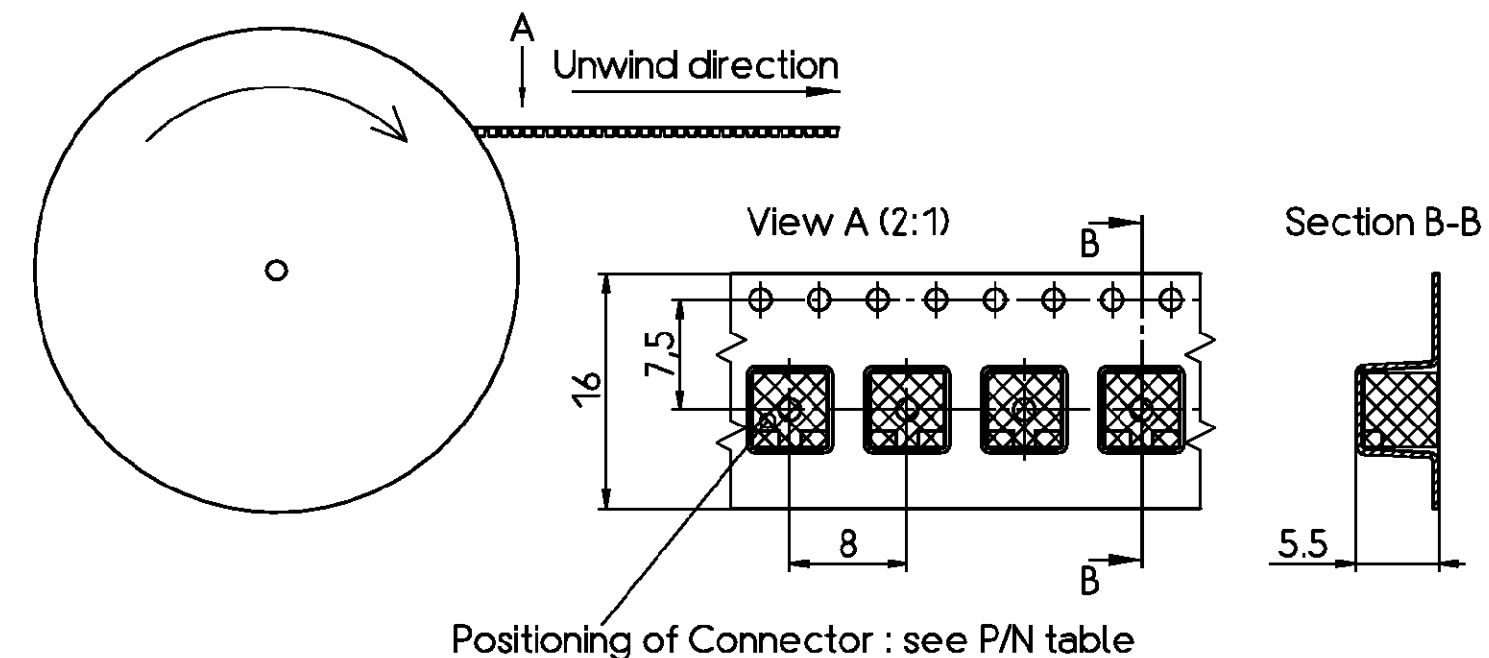 A
Unwind direction
View A (2:1)
B
Section B-B
16
7,5
8
5.5
B
Positioning of Connector : see P/N table